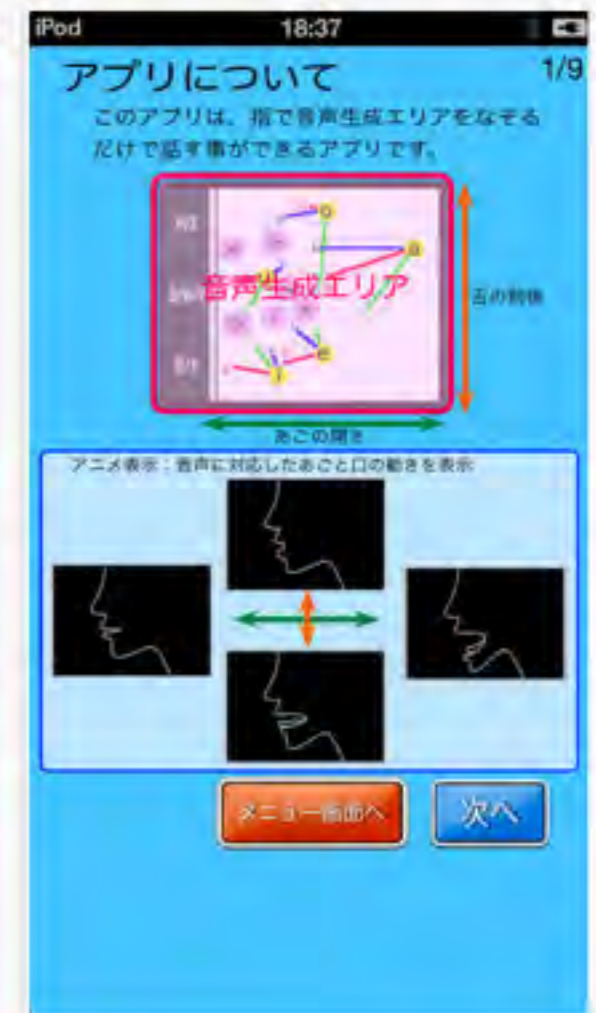 iPod 18:37
アプリについて 1/9
このアプリは、指で音声生成エリアをなぞる
だけで話す事ができるアプリです。
o
a
音声生成エリア
舌の前後
e
i
あごの開き
アニメ表示：音声に対応したあごと口の動きを表示
メニュー画面へ 次へ